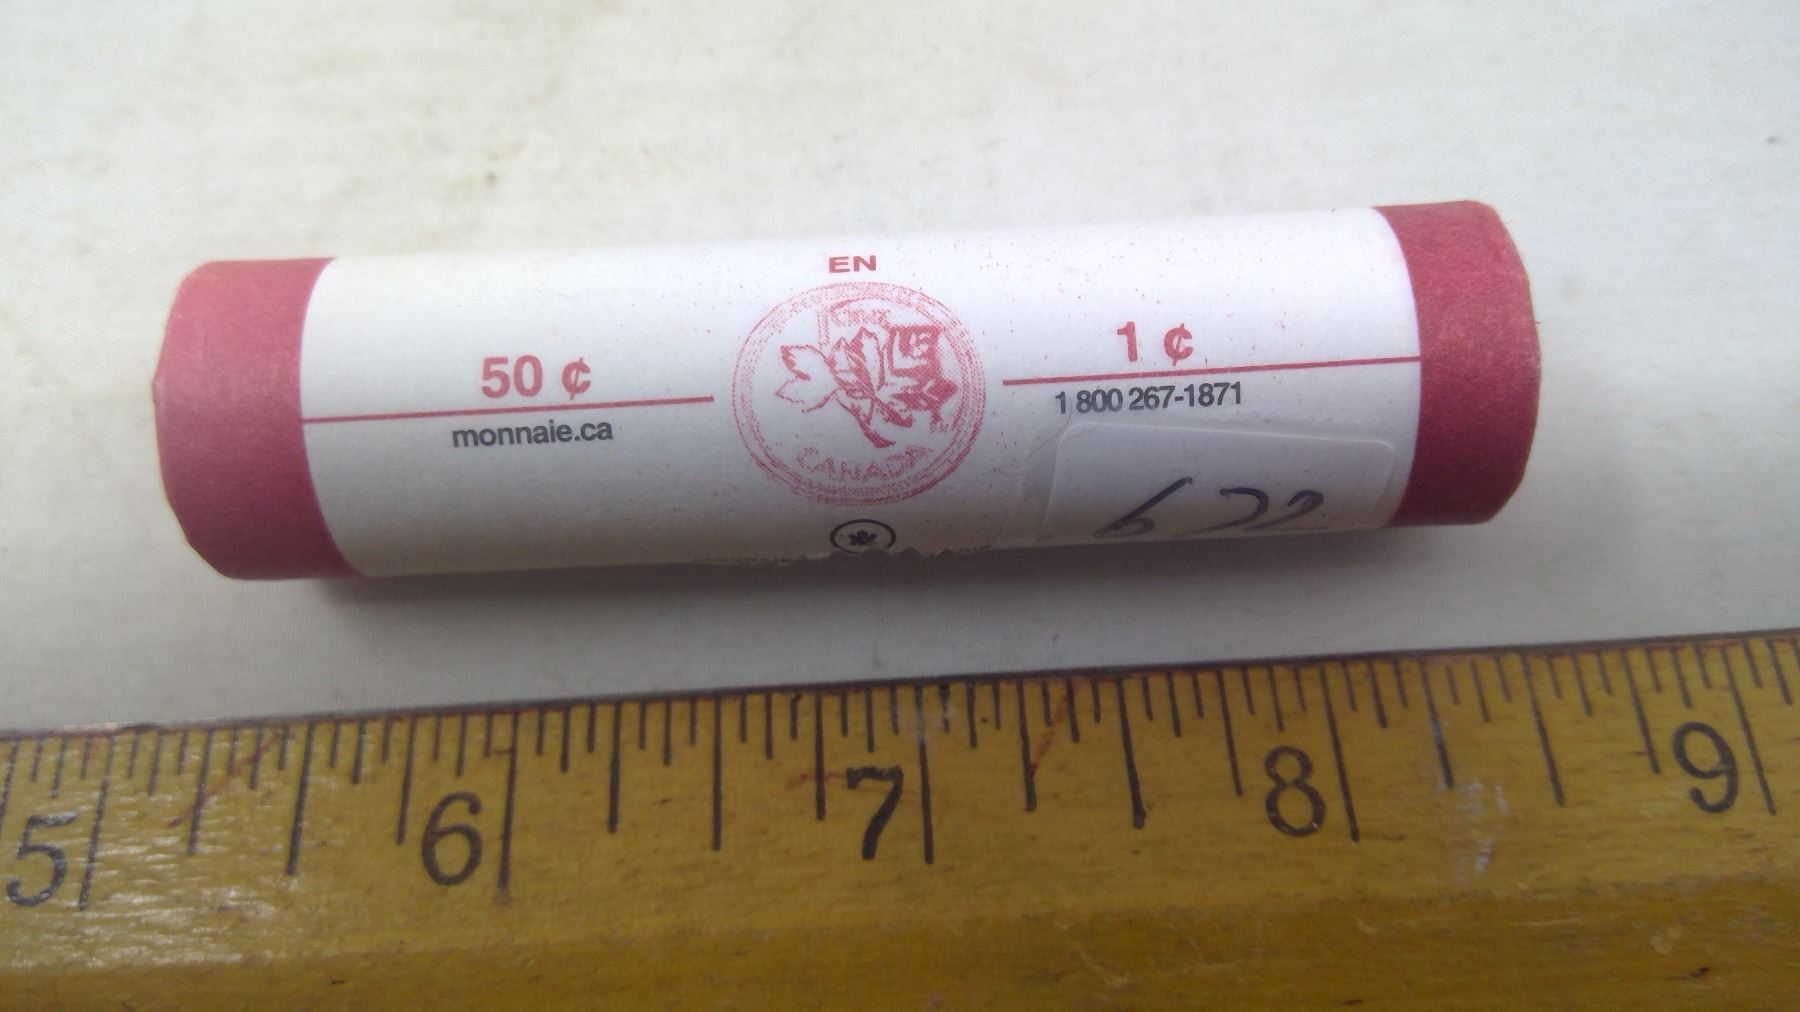 EN
50 ¢
1 ¢
monnaie.ca
1 800 267-1871
CANADA
622
5 6 7 8 9